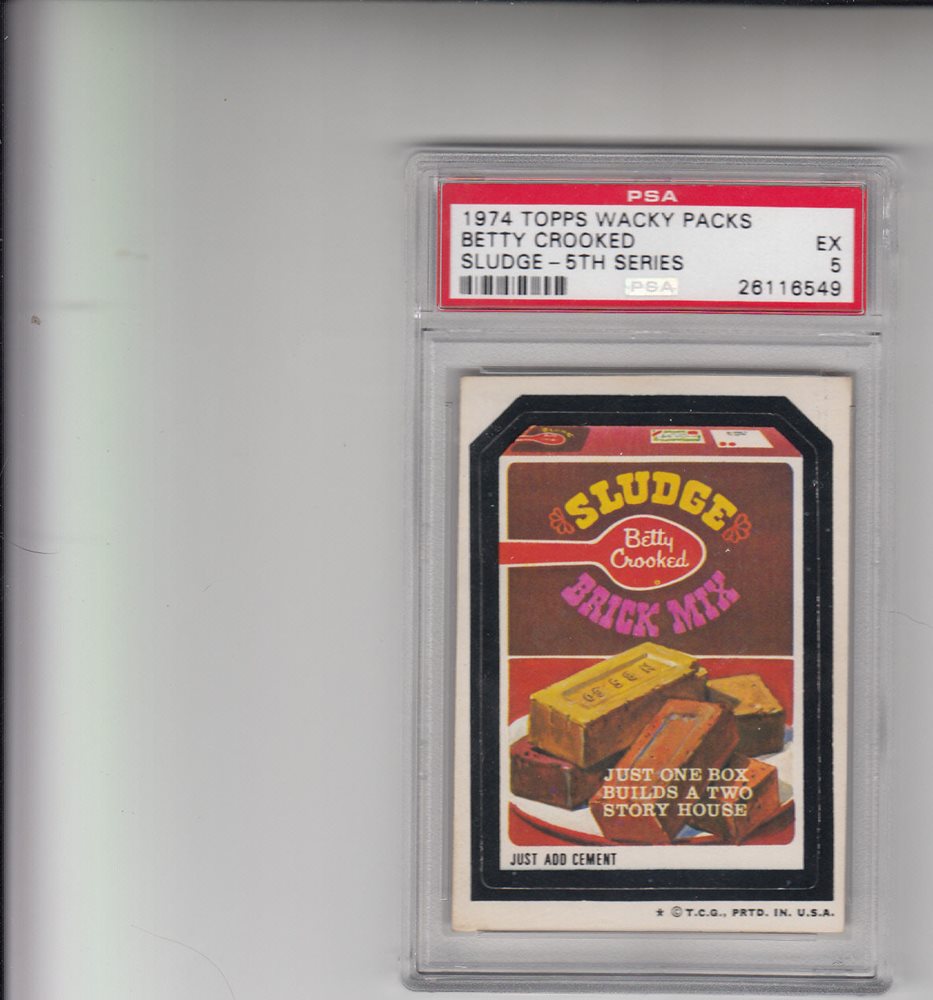 PSA
1974 TOPPS WACKY PACKS
BETTY CROOKED EX
SLUDGE - 5TH SERIES 5
PSA 26116549
SLUDGE
Betty
Crooked
BRICK MIX
JUST ONE BOX
BUILDS A TWO
STORY HOUSE
JUST ADD CEMENT
* © T.C.G., PRTD. IN. U.S.A.